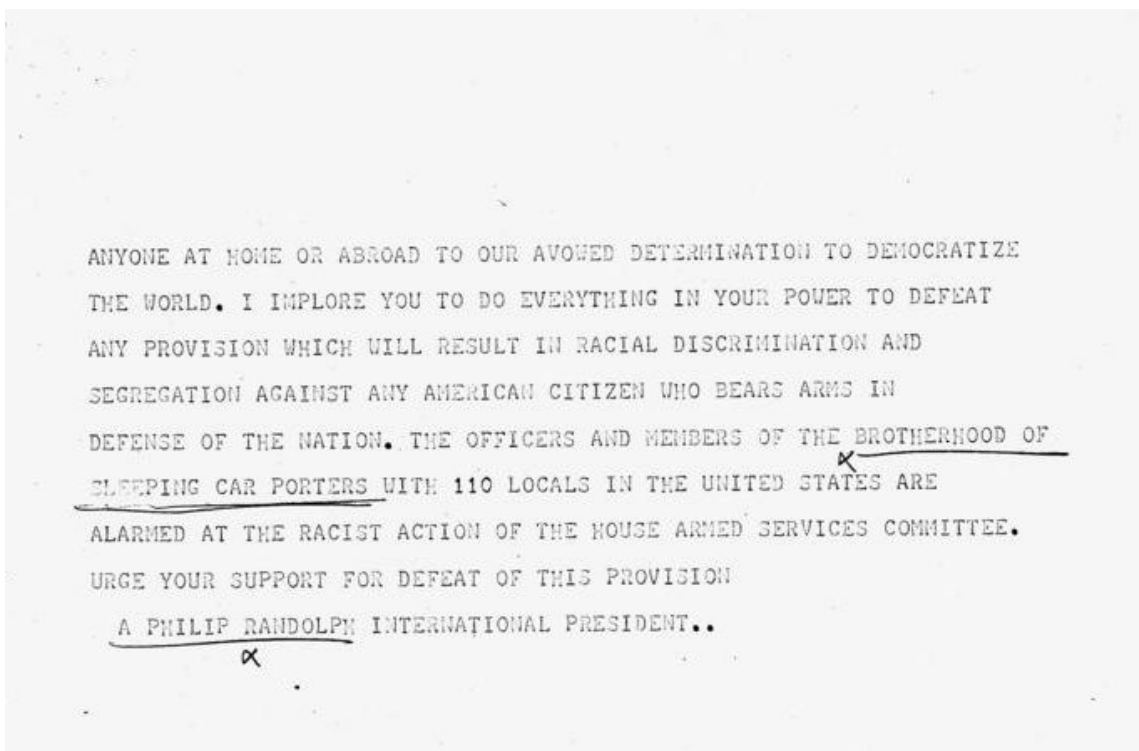 ANYONE AT HOME OR ABROAD TO OUR AVOWED DETERMINATION TO DEMOCRATIZE
THE WORLD. I IMPLORE YOU TO DO EVERYTHING IN YOUR POWER TO DEFEAT
ANY PROVISION WHICH WILL RESULT IN RACIAL DISCRIMINATION AND
SEGREGATION AGAINST ANY AMERICAN CITIZEN WHO BEARS ARMS IN
DEFENSE OF THE NATION. THE OFFICERS AND MEMBERS OF THE BROTHERHOOD OF
SLEEPING CAR PORTERS WITH 110 LOCALS IN THE UNITED STATES ARE
ALARMED AT THE RACIST ACTION OF THE HOUSE ARMED SERVICES COMMITTEE.
URGE YOUR SUPPORT FOR DEFEAT OF THIS PROVISION
A PHILIP RANDOLPH INTERNATIONAL PRESIDENT..